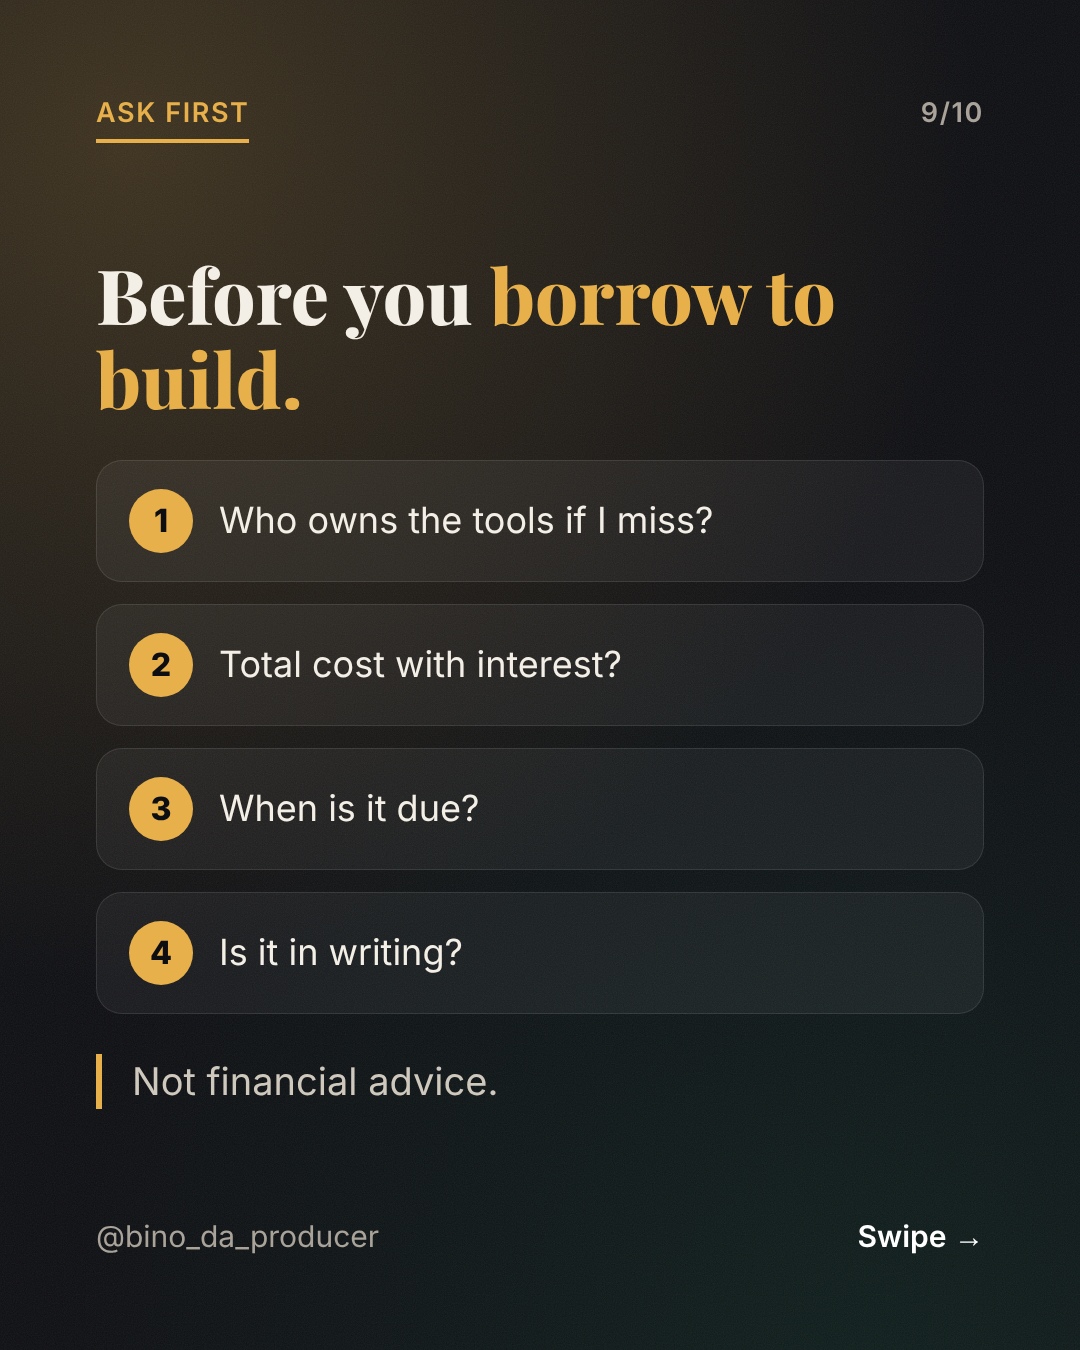 ASK FIRST
9/10
Before you borrow to
build.
1 Who owns the tools if I miss?
2 Total cost with interest?
3 When is it due?
4 Is it in writing?
Not financial advice.
@bino_da_producer
Swipe →